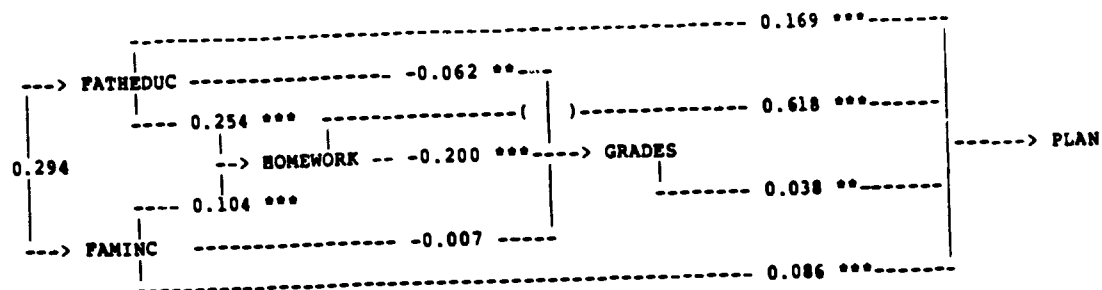 0.169 ***
---> FATHEDUC -0.062 **
0.254 *** ( ) 0.618 ***
0.294 --> HOMEWORK -- -0.200 *** ----> GRADES ------> PLAN
0.038 **
0.104 ***
---> FAMINC -0.007
0.086 ***